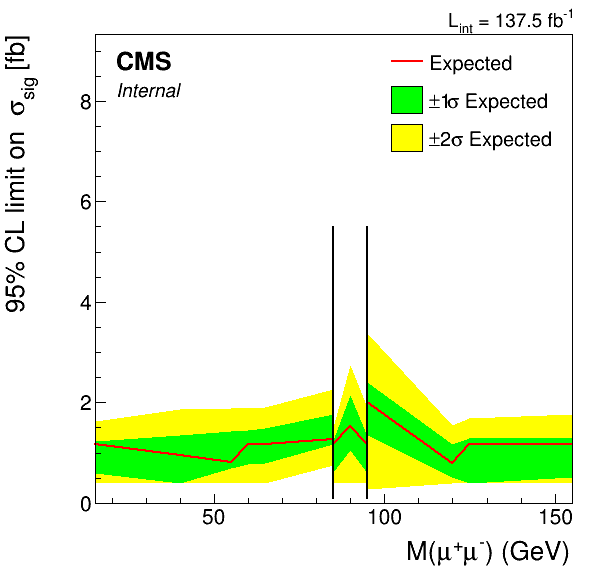 L_int = 137.5 fb^-1
CMS
Internal
Expected
±1σ Expected
±2σ Expected
95% CL limit on σ_sig [fb]
8
6
4
2
0
50
100
150
M(μ^+μ^-) (GeV)